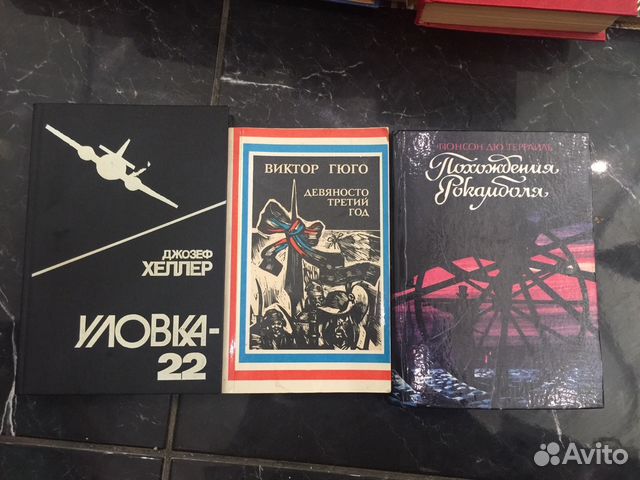 ДЖОЗЕФ
ХЕЛЛЕР
УЛОВКА-
22
ВИКТОР ГЮГО
ДЕВЯНОСТО
ТРЕТИЙ
ГОД
ПОНСОН ДЮ ТЕРРАЙЛЬ
Похождения
Рокамболя
Avito